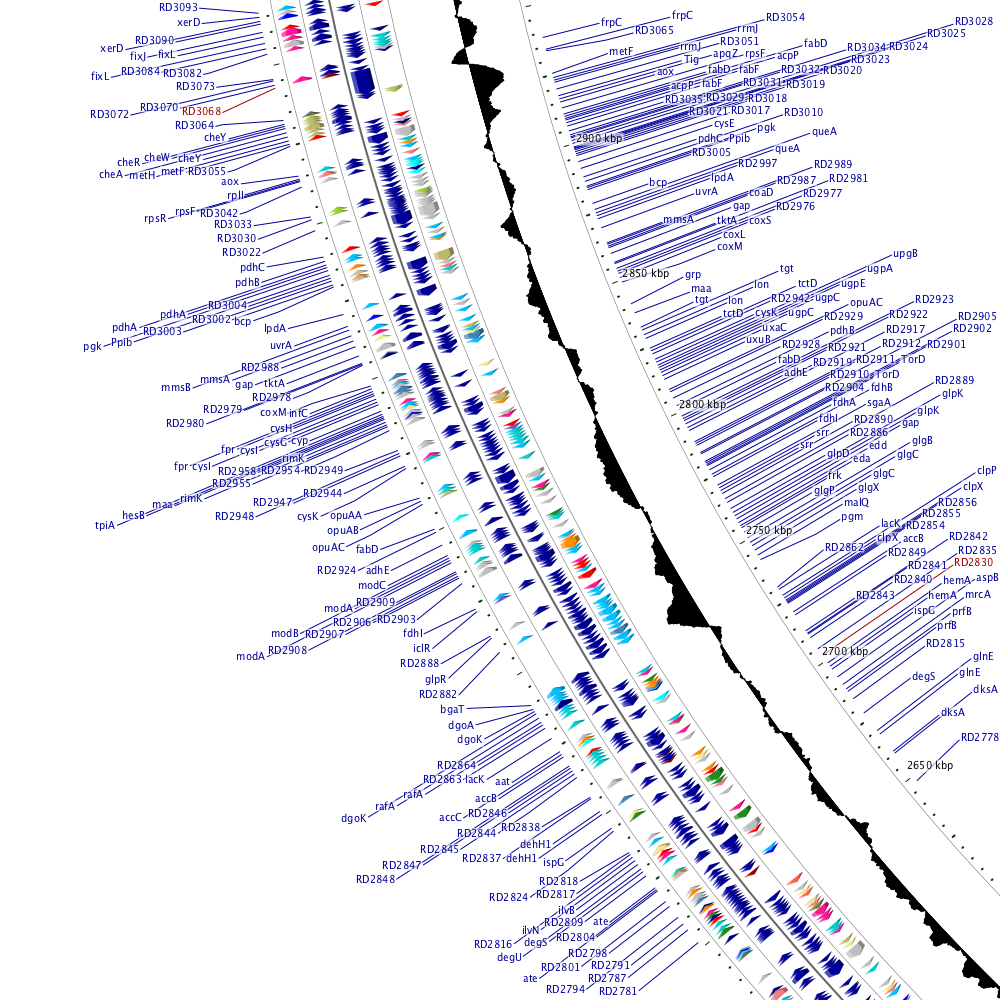 RD3093
xerD
RD3090
xerD
fixJ
fixL
fixL
RD3084
RD3082
RD3073
RD3070
RD3072
RD3068
RD3064
cheY
cheR
cheW
cheY
cheA
metH
metF
RD3055
aox
rplI
rpsR
rpsF
RD3042
RD3033
RD3030
RD3022
pdhC
pdhB
RD3004
pdhA
RD3002
bcp
pdhA
RD3003
lpdA
pgk
Ppib
uvrA
RD2988
mmsA
mmsB
gap
tktA
RD2978
RD2979
coxM
infC
RD2980
cysH
cysG
cyp
fpr
cysI
rimK
fpr
cysI
RD2958
RD2954
RD2949
RD2955
RD2944
rimK
maa
RD2947
hesB
RD2948
cysK
opuAA
tpiA
opuAB
opuAC
fabD
RD2924
adhE
modC
RD2909
modA
RD2903
RD2906
modB
RD2907
fdhI
RD2908
iclR
modA
RD2888
glpR
RD2882
bgaT
dgoA
dgoK
RD2864
RD2863
lacK
aat
rafA
accB
rafA
RD2846
dgoK
accC
RD2838
RD2844
dehH1
RD2845
RD2837
dehH1
ispG
RD2847
RD2848
RD2818
RD2824
RD2817
ilvB
RD2809
ate
ilvN
RD2804
RD2816
degS
RD2798
degU
RD2801
RD2791
ate
RD2787
RD2794
RD2781
frpC
frpC
RD3065
RD3054
rrmJ
RD3028
RD3025
metF
rrmJ
RD3051
fabD
RD3034
RD3024
Tig
apqZ
rpsF
acpP
RD3023
aox
fabD
fabF
RD3032
RD3020
acpP
fabF
RD3031
RD3019
RD3035
RD3029
RD3018
RD3021
RD3017
RD3010
cysE
pgk
queA
2900 kbp
pdhC
Ppib
RD3005
queA
RD2997
RD2989
bcp
lpdA
RD2987
RD2981
uvrA
coaD
RD2977
gap
RD2976
mmsA
tktA
coxS
coxL
coxM
upgB
2850 kbp
grp
tgt
ugpA
maa
lon
tctD
ugpE
tgt
lon
RD2942
ugpC
opuAC
RD2923
tctD
cysK
ugpC
RD2929
RD2922
RD2905
uxaC
pdhB
RD2917
RD2902
uxuB
RD2928
RD2921
RD2912
RD2901
fabD
RD2919
RD2911
TorD
adhE
RD2910
TorD
RD2889
RD2904
fdhB
glpK
2800 kbp
fdhA
sgaA
glpK
fdhI
RD2890
gap
srr
RD2886
glgB
srr
edd
glpD
eda
glgC
frk
glgC
clpP
glgP
glgX
clpX
malQ
RD2856
pgm
lacK
RD2855
2750 kbp
RD2854
clpX
accB
RD2842
RD2862
RD2849
RD2835
RD2841
RD2830
RD2840
hemA
aspB
RD2843
hemA
mrcA
ispG
prfB
prfB
RD2815
2700 kbp
glnE
degS
glnE
dksA
dksA
RD2778
2650 kbp